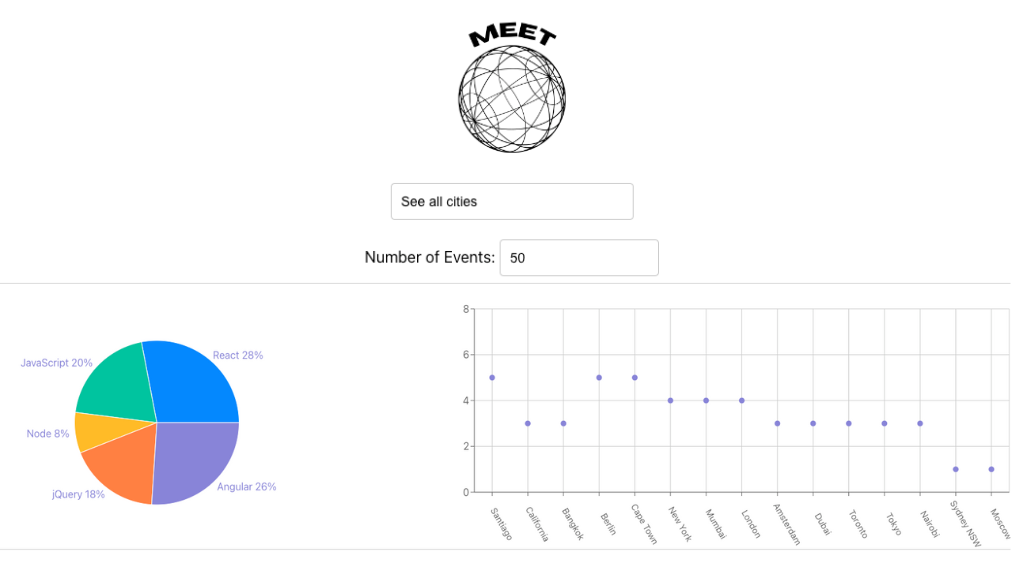 MEET
See all cities
Number of Events: 50
JavaScript 20%
React 28%
Node 8%
jQuery 18%
Angular 26%
8
6
4
2
0
Santiago
California
Bangkok
Berlin
Cape Town
New York
Mumbai
London
Amsterdam
Dubai
Toronto
Tokyo
Nairobi
Sydney NSW
Moscow